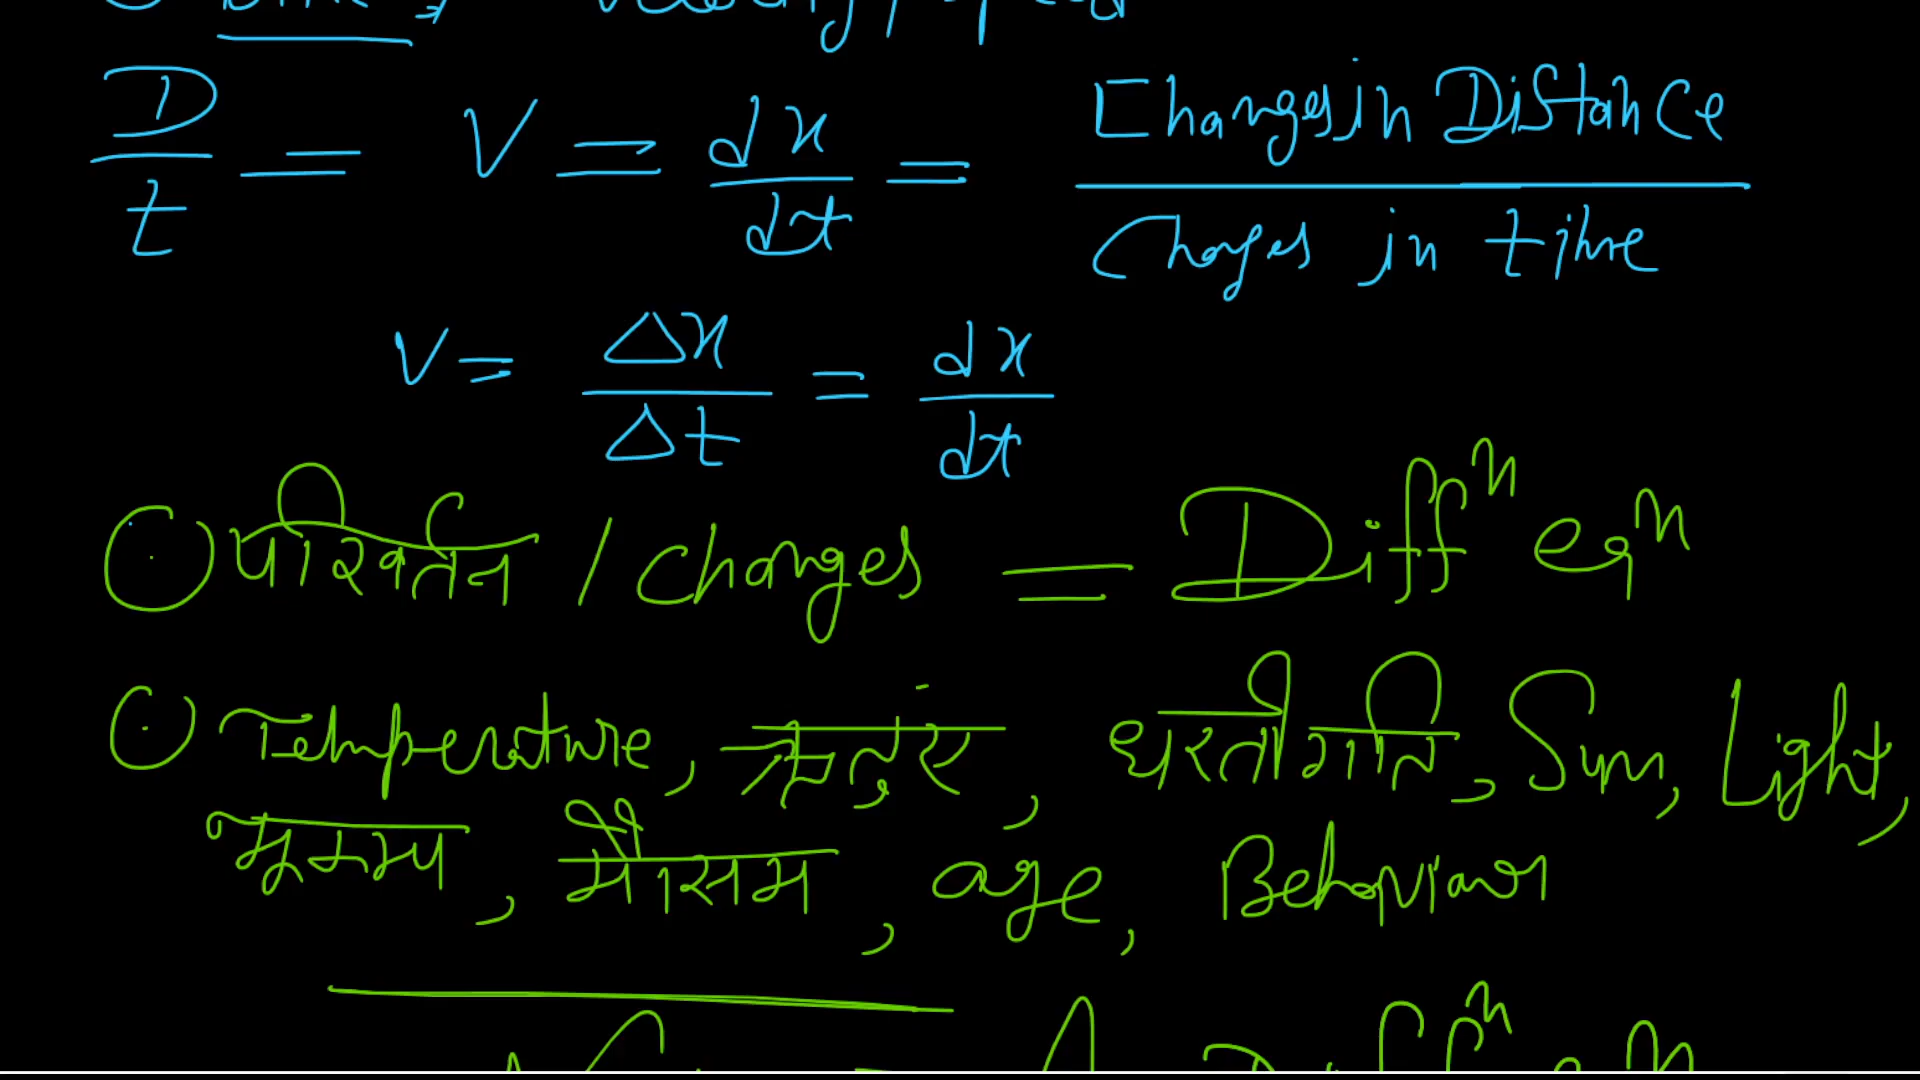 D/t = V = dx/dt = Changes in Distance / Changes in time
V = Δx/Δt = dx/dt
परिवर्तन / Changes = Diffⁿ eqⁿ
Temperature, ऋतुएं, धरती गति, Sun, Light,
भूकम्प, मौसम, age, Behaviour